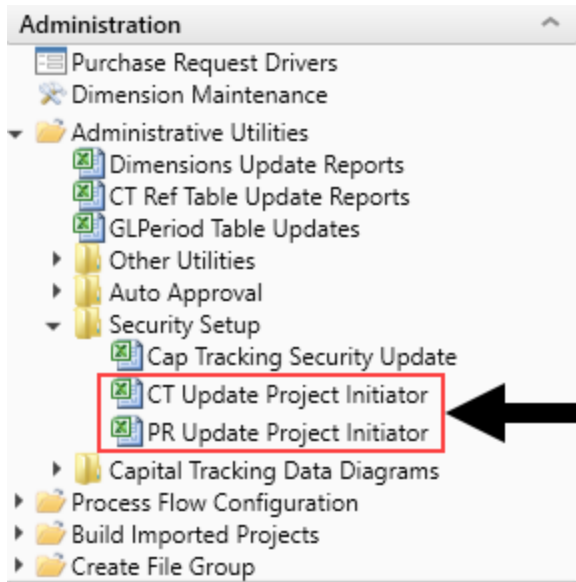 Administration
Purchase Request Drivers
Dimension Maintenance
Administrative Utilities
Dimensions Update Reports
CT Ref Table Update Reports
GLPeriod Table Updates
Other Utilities
Auto Approval
Security Setup
Cap Tracking Security Update
CT Update Project Initiator
PR Update Project Initiator
Capital Tracking Data Diagrams
Process Flow Configuration
Build Imported Projects
Create File Group